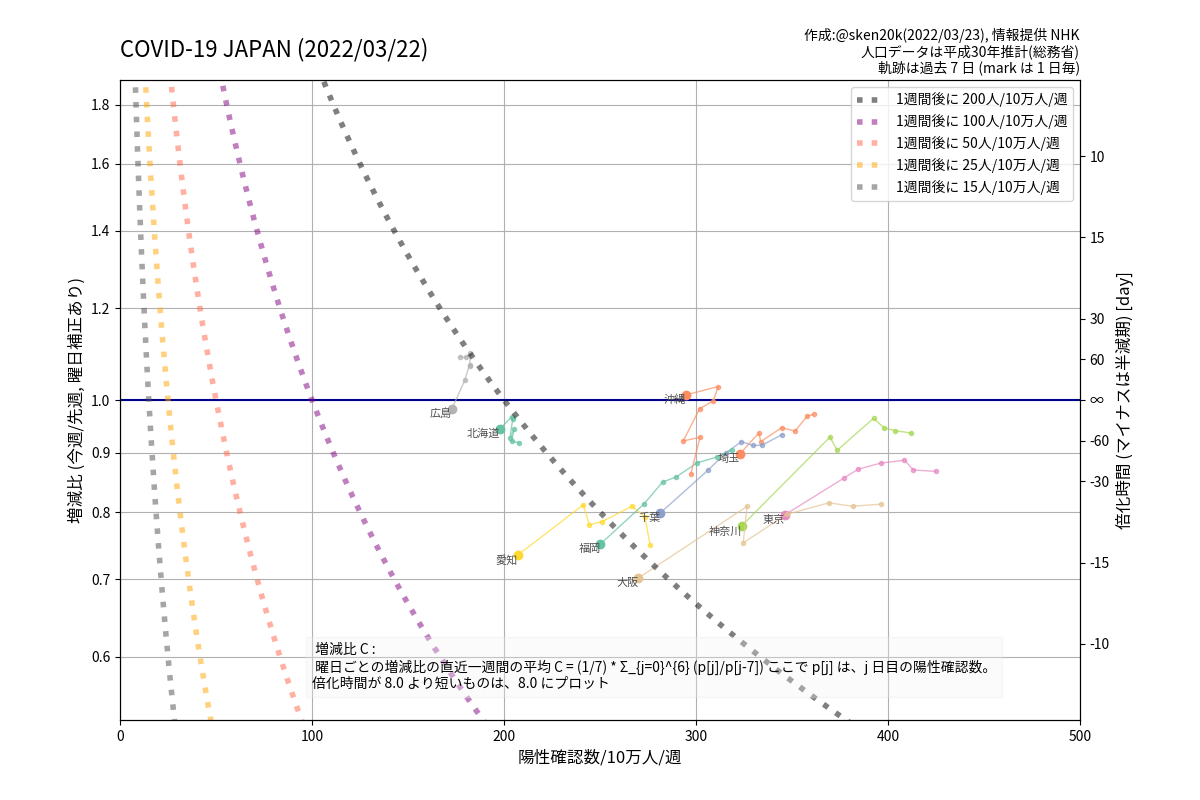 COVID-19 JAPAN (2022/03/22)
作成:@sken20k(2022/03/23), 情報提供 NHK
人口データは平成30年推計(総務省)
軌跡は過去 7 日 (mark は 1 日毎)
1週間後に 200人/10万人/週
1週間後に 100人/10万人/週
1週間後に 50人/10万人/週
1週間後に 25人/10万人/週
1週間後に 15人/10万人/週
1.8
1.6
1.4
1.2
1.0
0.9
0.8
0.7
0.6
増減比 (今週/先週, 曜日補正あり)
10
15
30
60
∞
-60
-30
-15
-10
倍化時間 (マイナスは半減期) [day]
沖縄
広島
北海道
埼玉
千葉
東京
神奈川
福岡
愛知
大阪
増減比 C :
曜日ごとの増減比の直近一週間の平均 C = (1/7) * Σ_{j=0}^{6} (p[j]/p[j-7]) ここで p[j] は、j 日目の陽性確認数。
倍化時間が 8.0 より短いものは、8.0 にプロット
0
100
200
300
400
500
陽性確認数/10万人/週